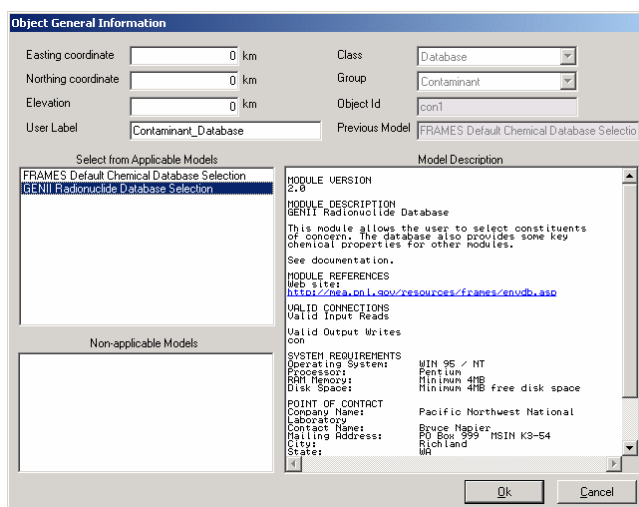 Object General Information
Easting coordinate 0 km Class Database
Northing coordinate 0 km Group Contaminant
Elevation 0 km Object Id con1
User Label Contaminant_Database Previous Model FRAMES Default Chemical Database Selectio
Select from Applicable Models
FRAMES Default Chemical Database Selection
GENII Radionuclide Database Selection
Non-applicable Models
Model Description
MODULE VERSION
2.0
MODULE DESCRIPTION
GENII Radionuclide Database
This module allows the user to select constituents
of concern. The database also provides some key
chemical properties for other modules.
See documentation.
MODULE REFERENCES
Web site:
http://mea.pnl.gov/resources/frames/envdb.asp
VALID CONNECTIONS
Valid Input Reads
Valid Output Writes
con
SYSTEM REQUIREMENTS
Operating System: WIN 95 / NT
Processor: Pentium
RAM Memory: Minimum 4MB
Disk Space: Minimum 4MB free disk space
POINT OF CONTACT
Company Name: Pacific Northwest National
Laboratory
Contact Name: Bruce Napier
Mailing Address: PO Box 999 MSIN K3-54
City: Richland
State: WA
Ok Cancel